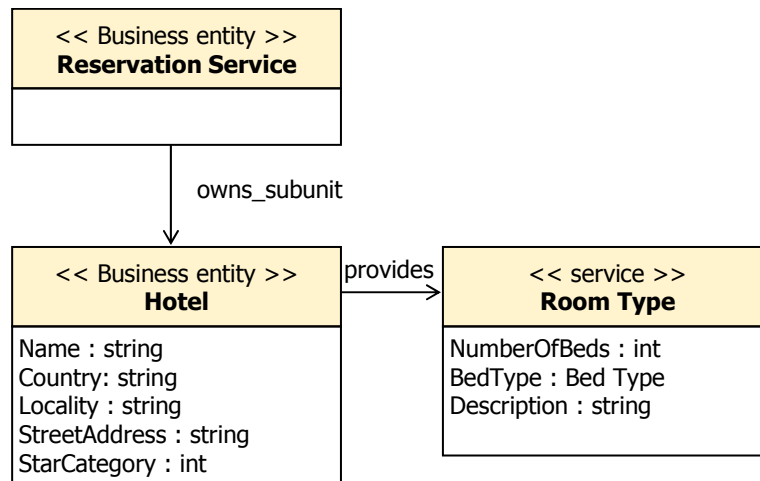 << Business entity >>
Reservation Service
owns_subunit
<< Business entity >>
Hotel
Name : string
Country: string
Locality : string
StreetAddress : string
StarCategory : int
provides
<< service >>
Room Type
NumberOfBeds : int
BedType : Bed Type
Description : string